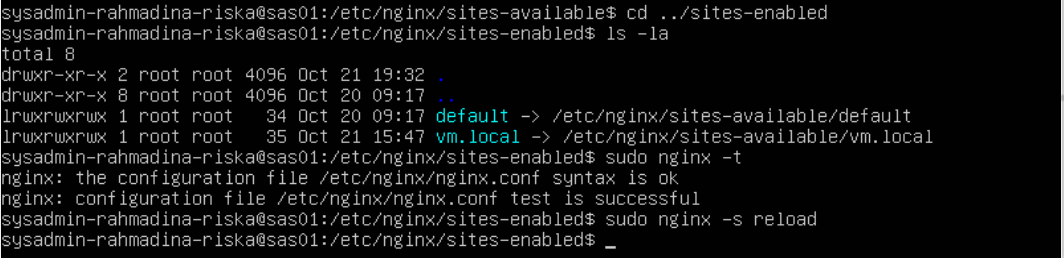 sysadmin-rahmadina-riska@sas01:/etc/nginx/sites-available$ cd ../sites-enabled
sysadmin-rahmadina-riska@sas01:/etc/nginx/sites-enabled$ ls -la
total 8
drwxr-xr-x 2 root root 4096 Oct 21 19:32 .
drwxr-xr-x 8 root root 4096 Oct 20 09:17 ..
lrwxrwxrwx 1 root root   34 Oct 20 09:17 default -> /etc/nginx/sites-available/default
lrwxrwxrwx 1 root root   35 Oct 21 15:47 vm.local -> /etc/nginx/sites-available/vm.local
sysadmin-rahmadina-riska@sas01:/etc/nginx/sites-enabled$ sudo nginx -t
nginx: the configuration file /etc/nginx/nginx.conf syntax is ok
nginx: configuration file /etc/nginx/nginx.conf test is successful
sysadmin-rahmadina-riska@sas01:/etc/nginx/sites-enabled$ sudo nginx -s reload
sysadmin-rahmadina-riska@sas01:/etc/nginx/sites-enabled$ _